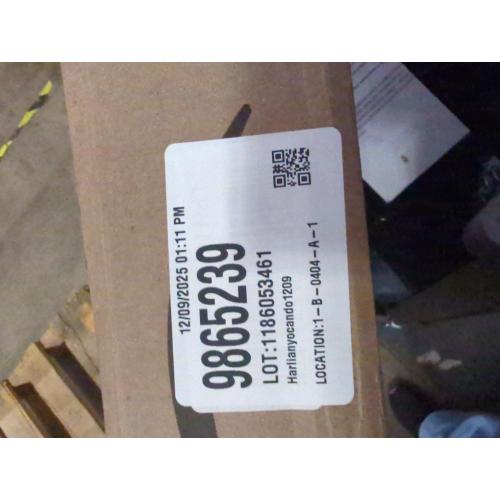 12/09/2025 01:11 PM
9865239
LOT:1186053461
Harlianyocando1209
LOCATION:1-B-0404-A-1